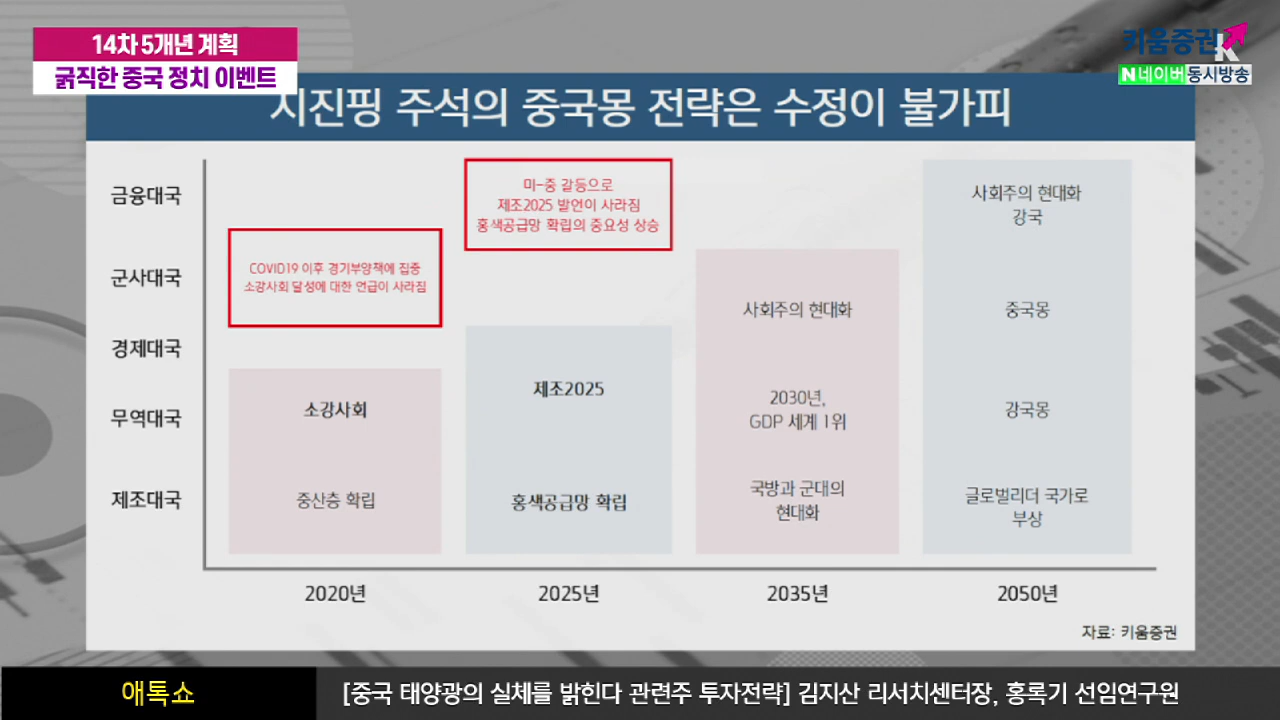 14차 5개년 계획
굵직한 중국 정치 이벤트
키움증권
N네이버 동시방송
시진핑 주석의 중국몽 전략은 수정이 불가피
금융대국
군사대국
경제대국
무역대국
제조대국
COVID19 이후 경기부양책에 집중
소강사회 달성에 대한 언급이 사라짐
소강사회
중산층 확립
미-중 갈등으로
제조2025 발언이 사라짐
홍색공급망 확립의 중요성 상승
제조2025
홍색공급망 확립
사회주의 현대화
2030년,
GDP 세계 1위
국방과 군대의
현대화
사회주의 현대화
강국
중국몽
강국몽
글로벌리더 국가로
부상
2020년
2025년
2035년
2050년
자료: 키움증권
애톡쇼
[중국 태양광의 실체를 밝힌다 관련주 투자전략] 김지산 리서치센터장, 홍록기 선임연구원